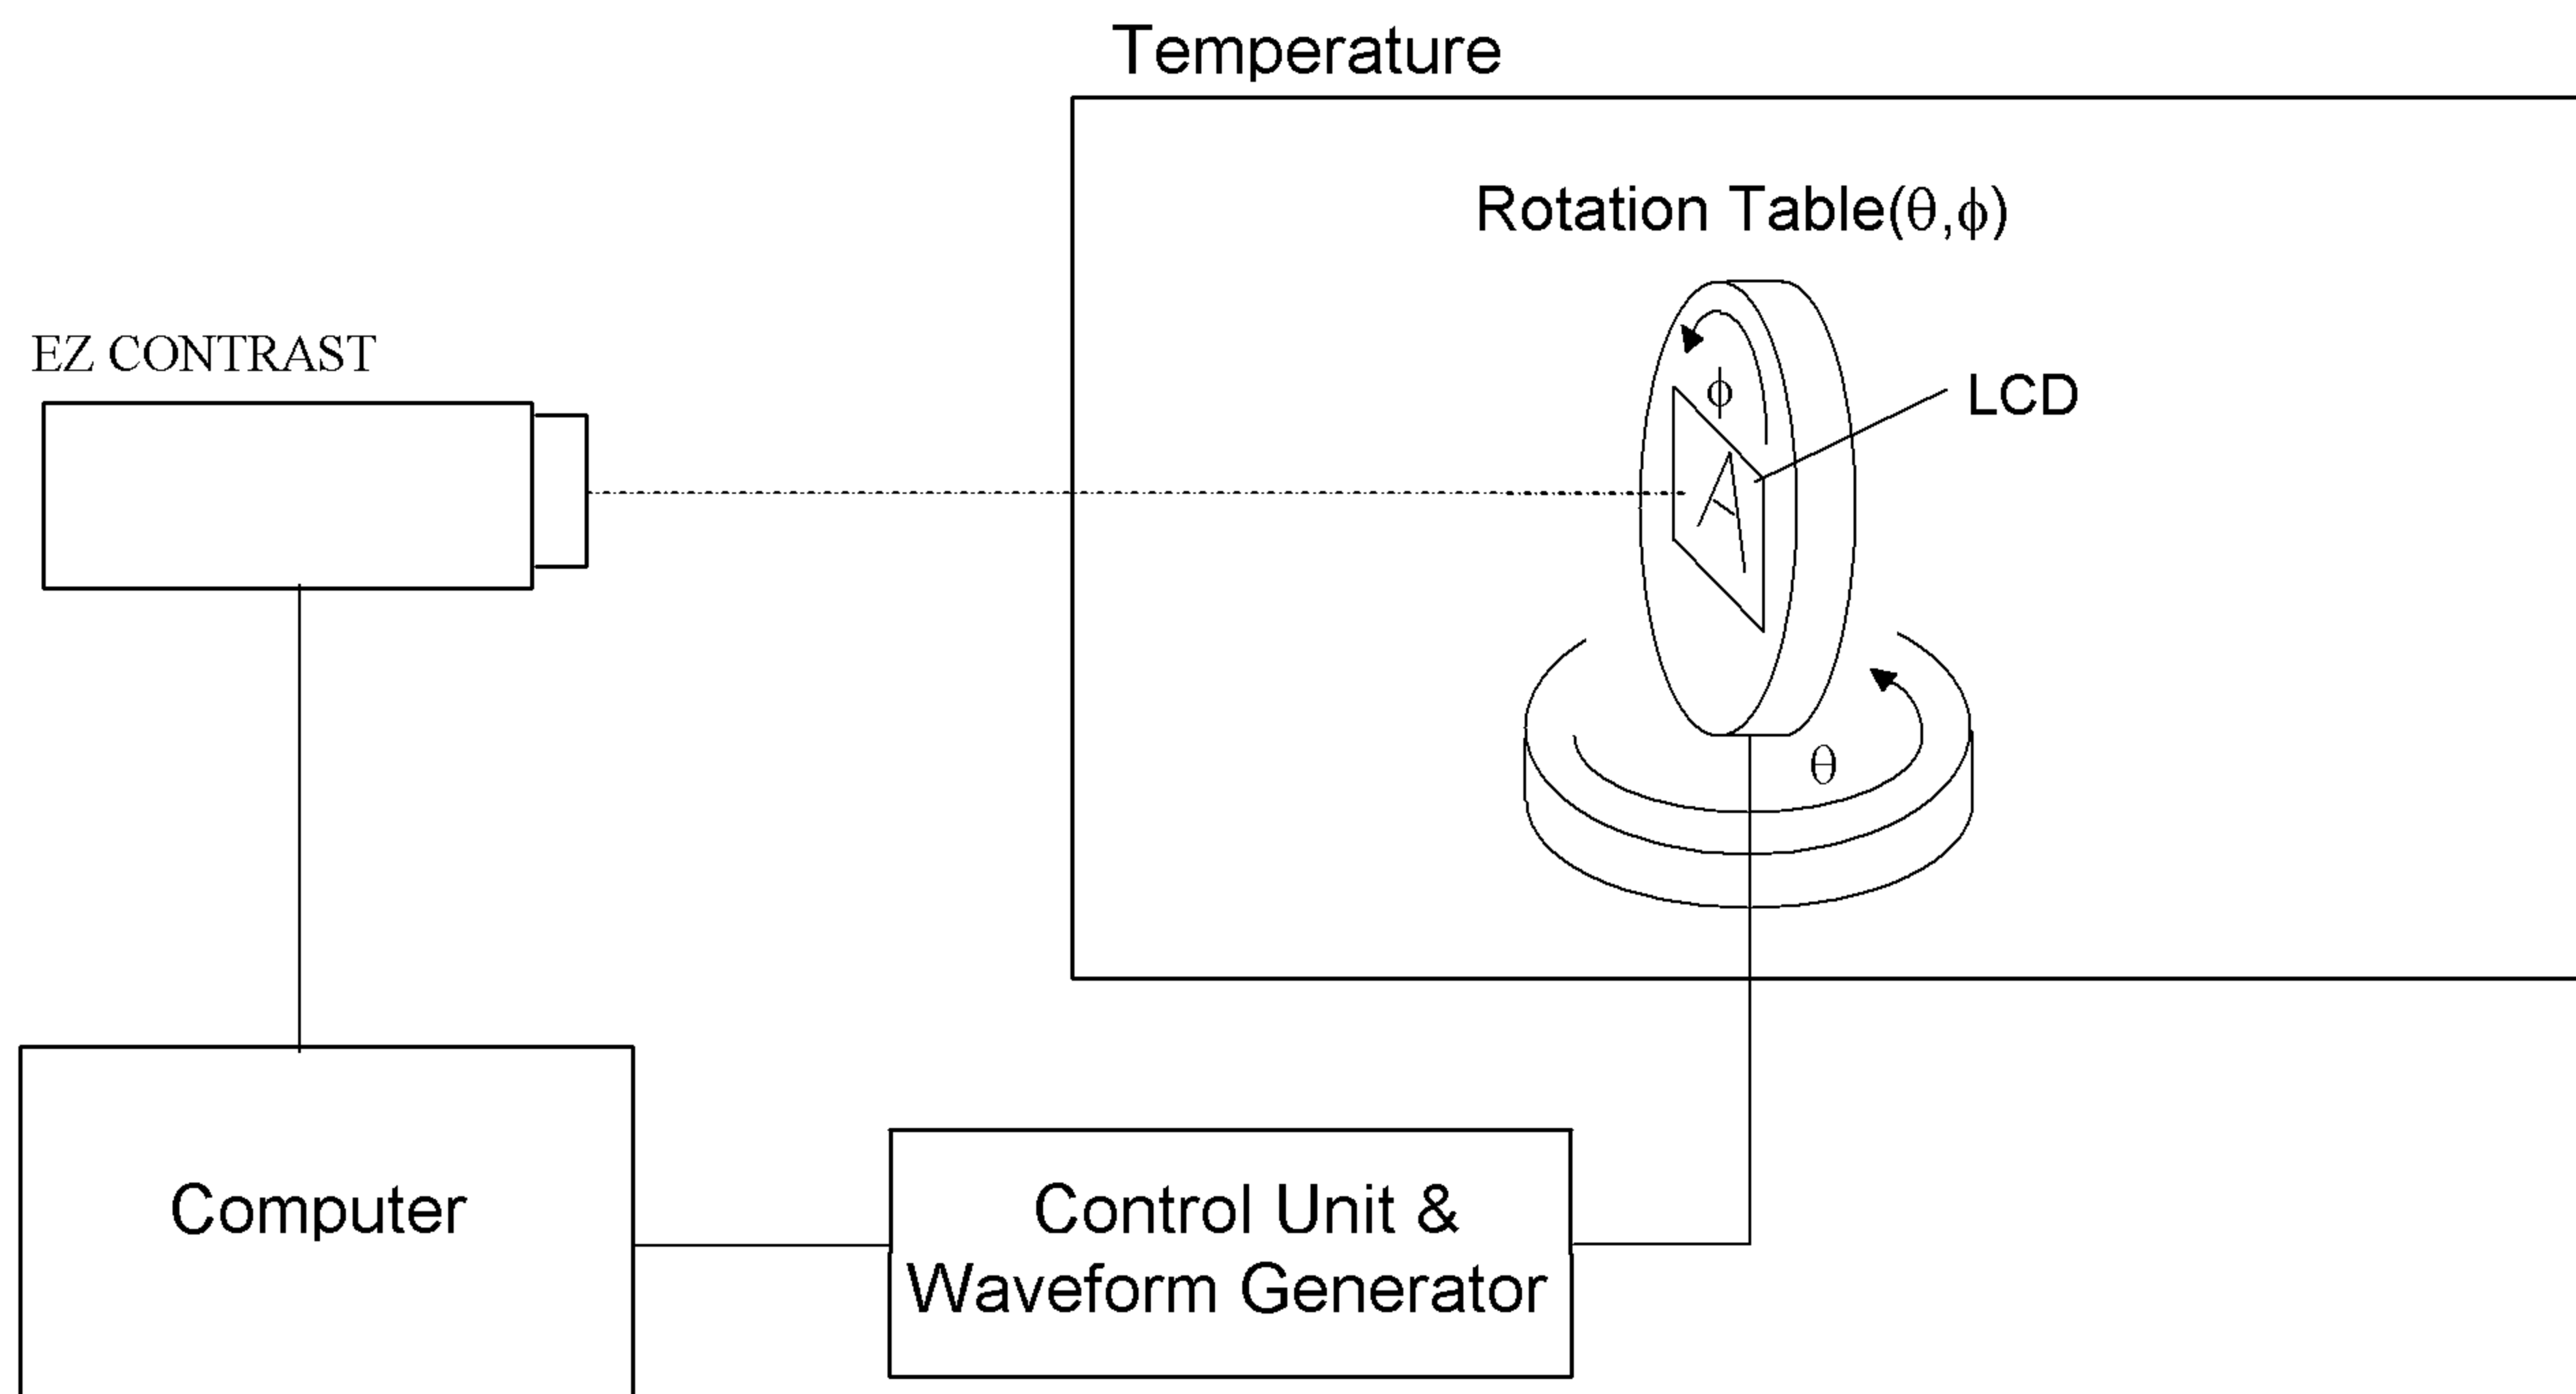 Temperature
Rotation Table(θ,ϕ)
EZ CONTRAST
ϕ
LCD
A
θ
Computer
Control Unit &
Waveform Generator